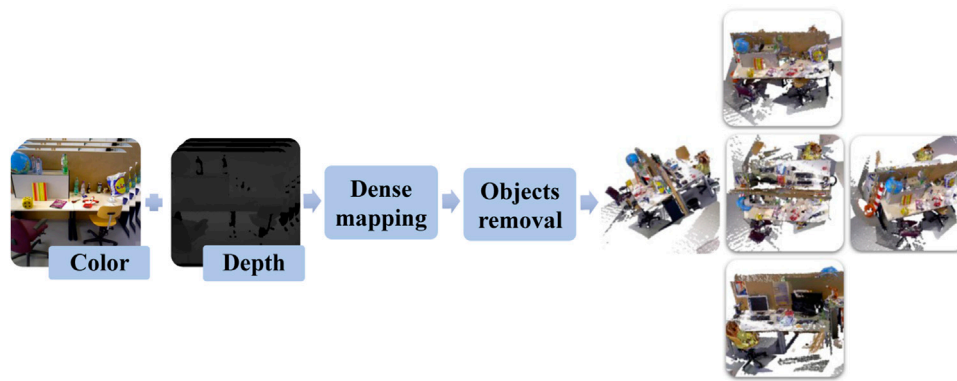 Color
Depth
Dense
mapping
Objects
removal